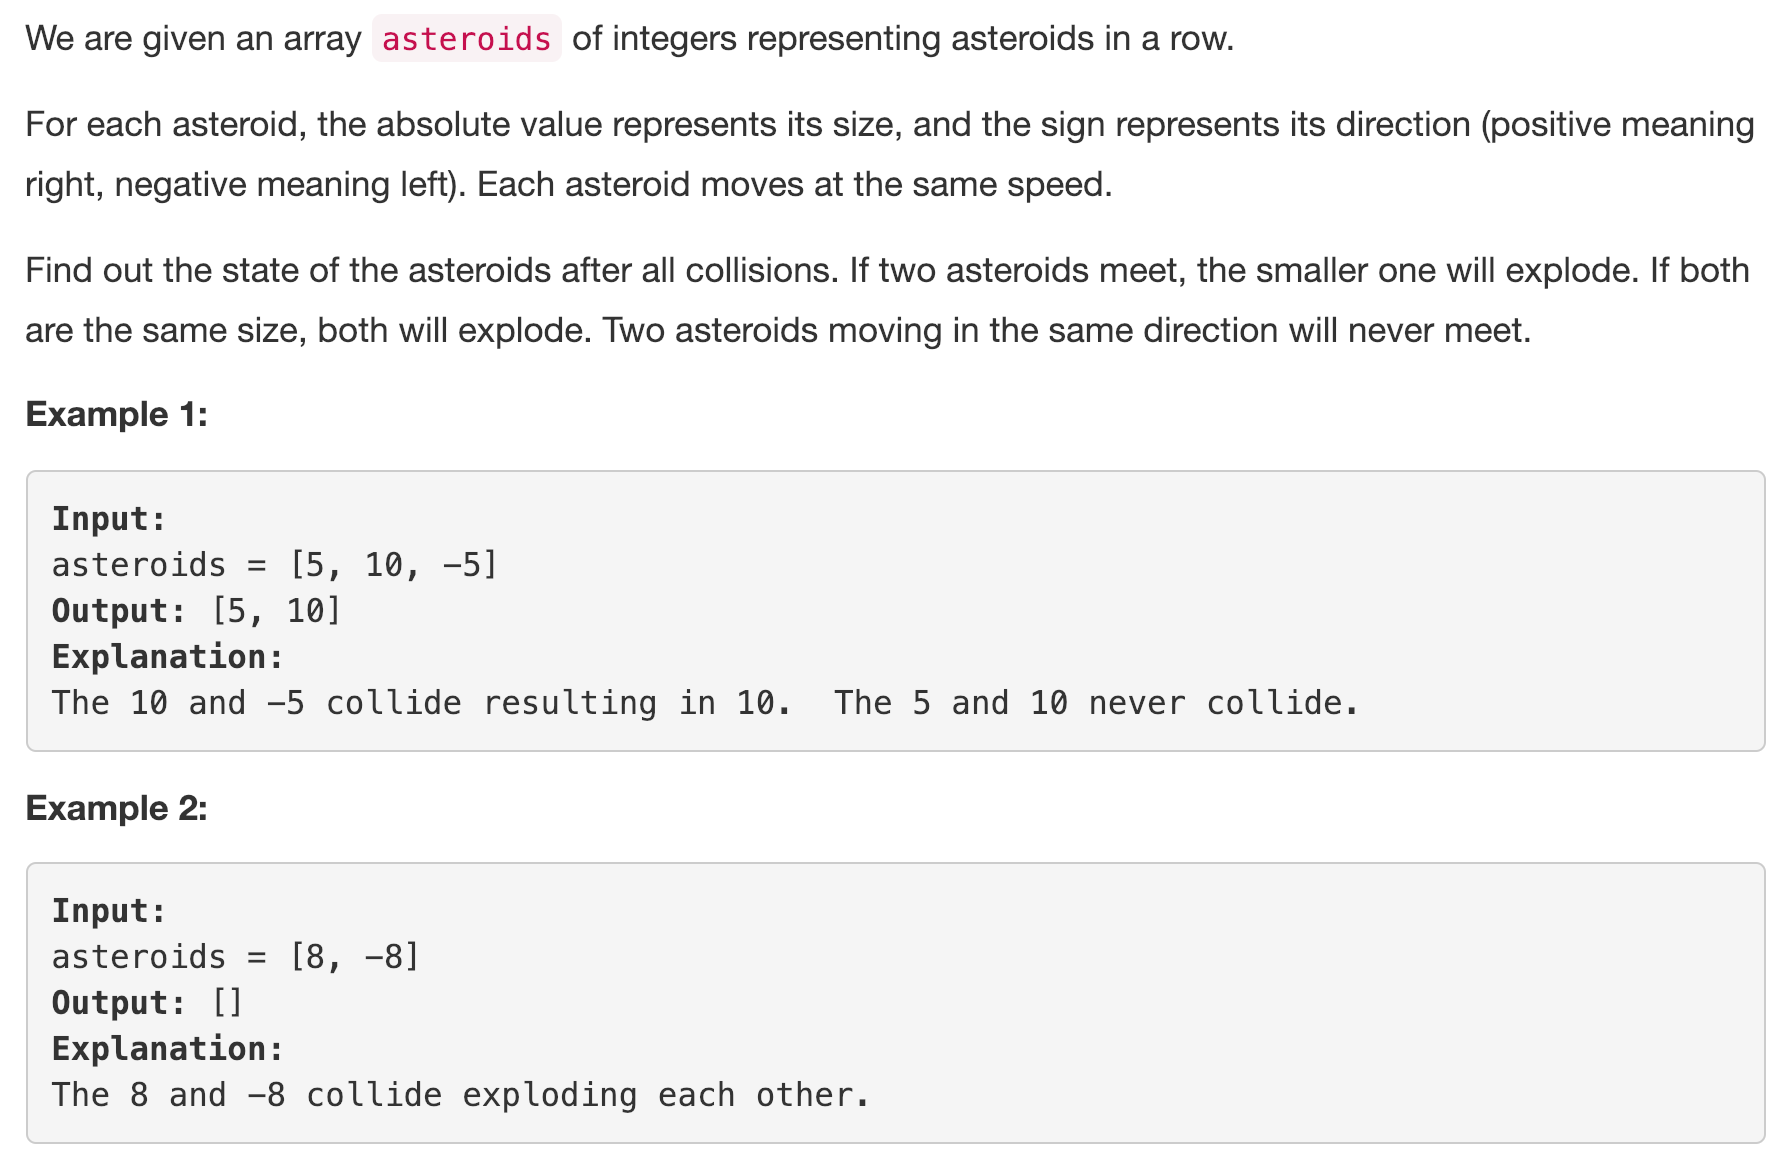 We are given an array asteroids of integers representing asteroids in a row.
For each asteroid, the absolute value represents its size, and the sign represents its direction (positive meaning
right, negative meaning left). Each asteroid moves at the same speed.
Find out the state of the asteroids after all collisions. If two asteroids meet, the smaller one will explode. If both
are the same size, both will explode. Two asteroids moving in the same direction will never meet.
Example 1:
Input:
asteroids = [5, 10, −5]
Output: [5, 10]
Explanation:
The 10 and −5 collide resulting in 10.  The 5 and 10 never collide.
Example 2:
Input:
asteroids = [8, −8]
Output: []
Explanation:
The 8 and −8 collide exploding each other.